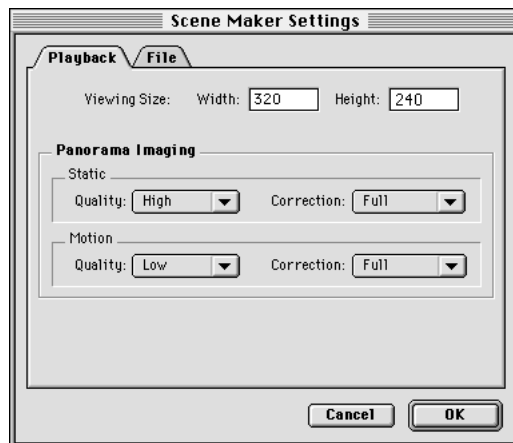 Scene Maker Settings
Playback File
Viewing Size: Width: 320 Height: 240
Panorama Imaging
Static
Quality: High Correction: Full
Motion
Quality: Low Correction: Full
Cancel OK